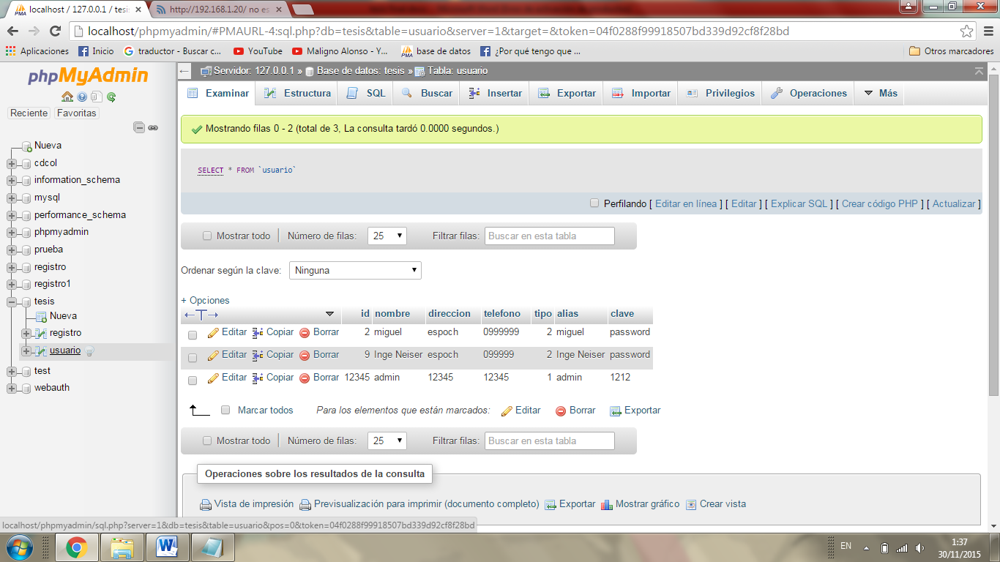 localhost / 127.0.0.1 / tesis
http://192.168.1.20/ no es
localhost/phpmyadmin/#PMAURL-4:sql.php?db=tesis&table=usuario&server=1&target=&token=04f0288f99918507bd339d92cf8f28bd
Aplicaciones Inicio traductor - Buscar c... YouTube Maligno Alonso - Y... base de datos ¿Por qué tengo que ... Otros marcadores
phpMyAdmin
Reciente Favoritas
Nueva
cdcol
information_schema
mysql
performance_schema
phpmyadmin
prueba
registro
registro1
tesis
Nueva
registro
usuario
test
webauth
Servidor: 127.0.0.1 » Base de datos: tesis » Tabla: usuario
Examinar Estructura SQL Buscar Insertar Exportar Importar Privilegios Operaciones Más
Mostrando filas 0 - 2 (total de 3, La consulta tardó 0.0000 segundos.)
SELECT * FROM `usuario`
Perfilando [ Editar en línea ] [ Editar ] [ Explicar SQL ] [ Crear código PHP ] [ Actualizar ]
Mostrar todo Número de filas: 25 Filtrar filas: Buscar en esta tabla
Ordenar según la clave: Ninguna
+ Opciones
←T→ id nombre direccion telefono tipo alias clave
Editar Copiar Borrar 2 miguel espoch 0999999 2 miguel password
Editar Copiar Borrar 9 Inge Neiser espoch 099999 2 Inge Neiser password
Editar Copiar Borrar 12345 admin 12345 12345 1 admin 1212
Marcar todos Para los elementos que están marcados: Editar Borrar Exportar
Mostrar todo Número de filas: 25 Filtrar filas: Buscar en esta tabla
Operaciones sobre los resultados de la consulta
Vista de impresión Previsualización para imprimir (documento completo) Exportar Mostrar gráfico Crear vista
localhost/phpmyadmin/sql.php?server=1&db=tesis&table=usuario&pos=0&token=04f0288f99918507bd339d92cf8f28bd
EN
1:37
30/11/2015